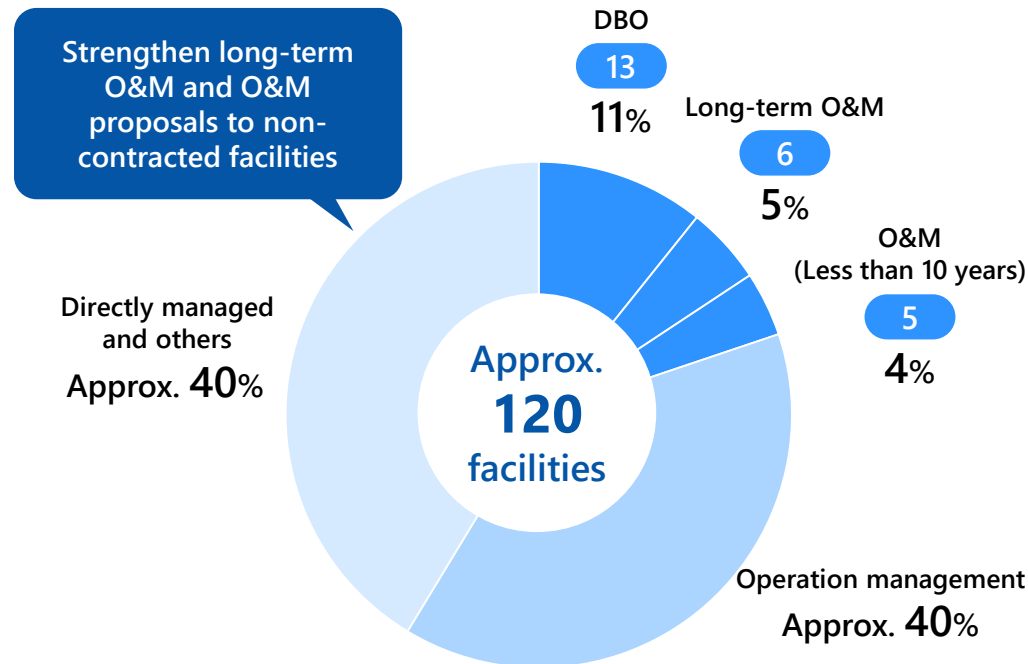 Strengthen long-term
O&M and O&M
proposals to non-
contracted facilities
DBO
13
11%
Long-term O&M
6
5%
O&M
(Less than 10 years)
5
4%
Directly managed
and others
Approx. 40%
Approx.
120
facilities
Operation management
Approx. 40%